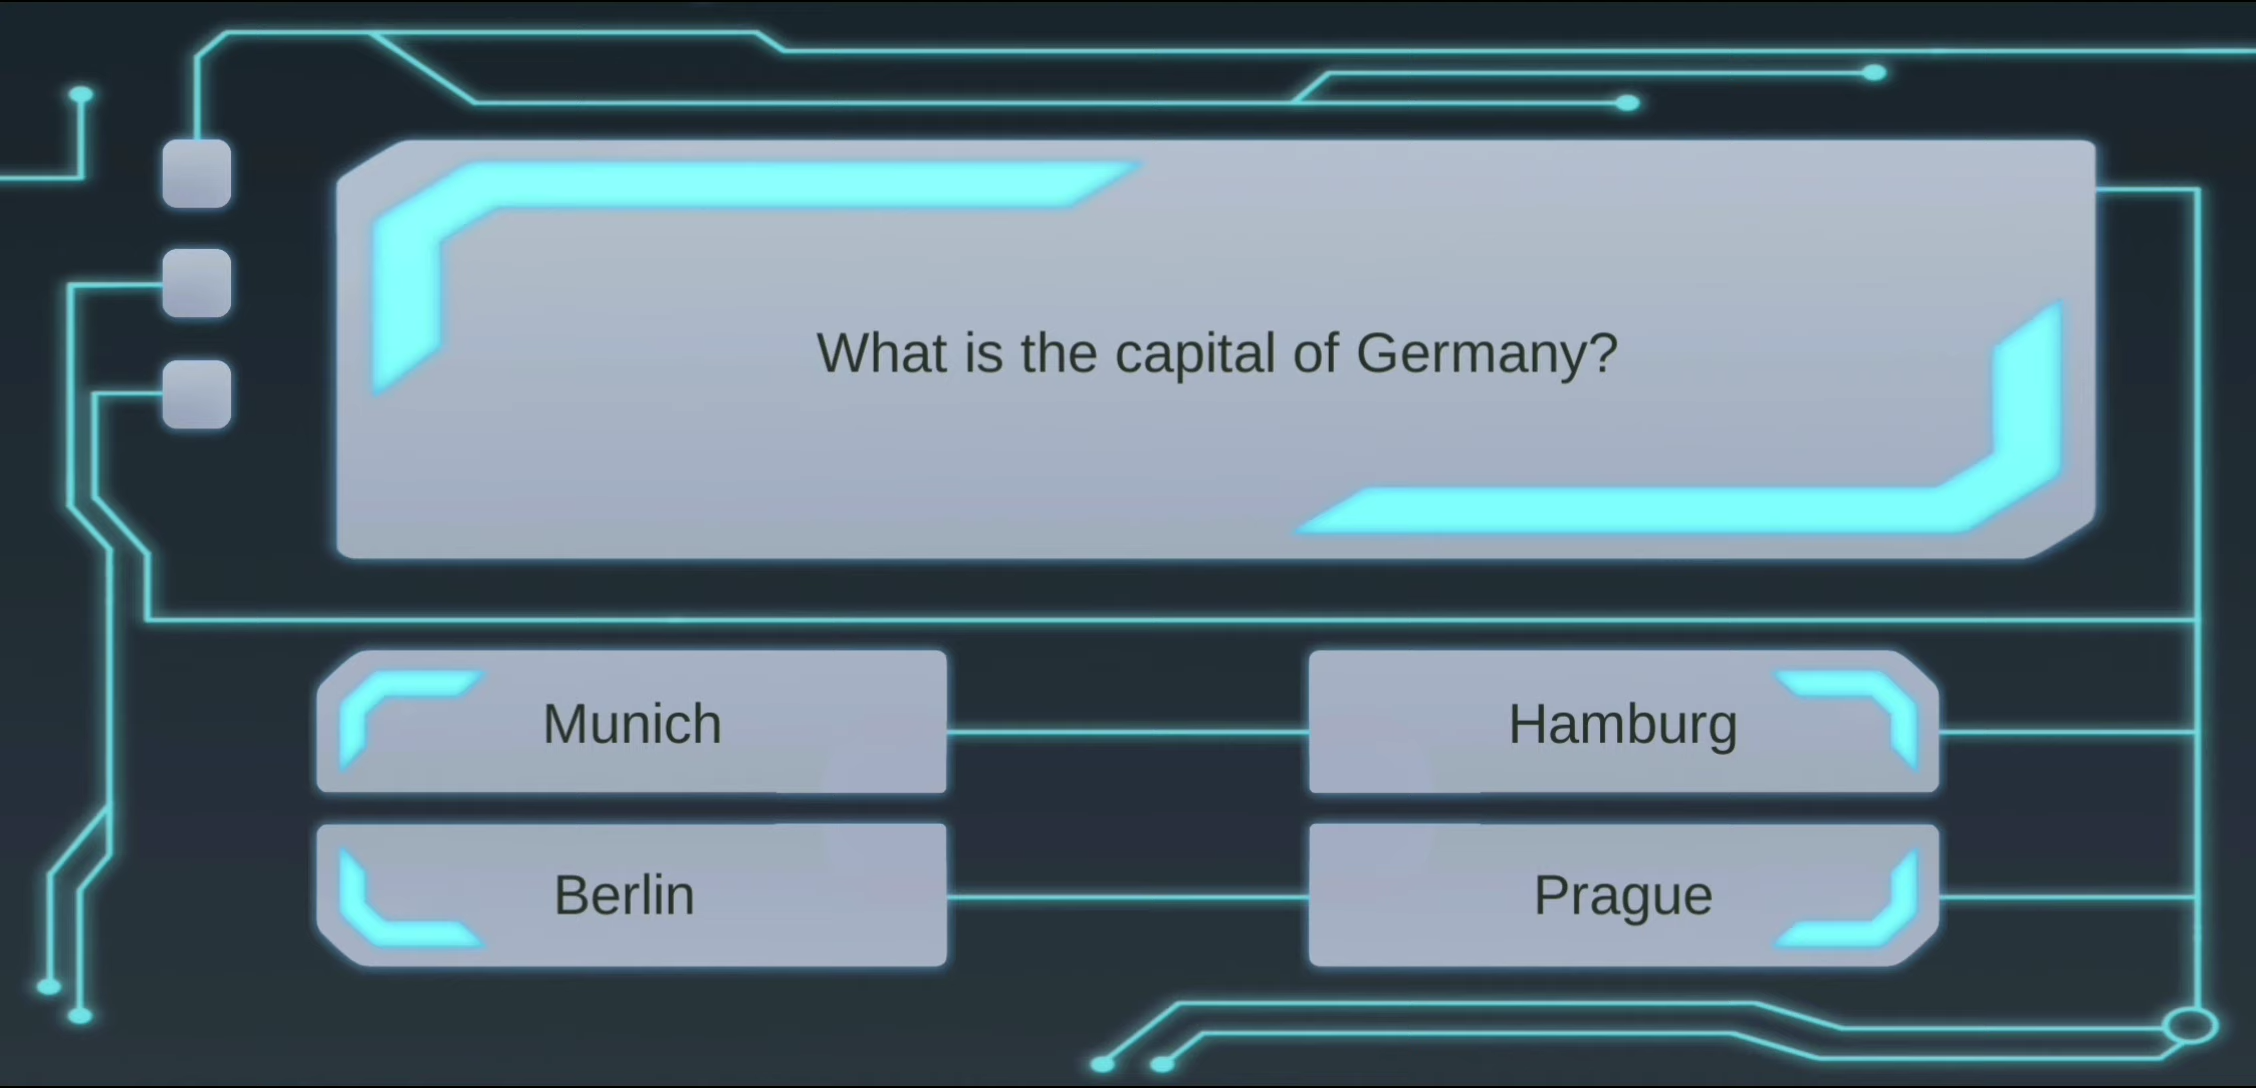 What is the capital of Germany?
Munich
Hamburg
Berlin
Prague